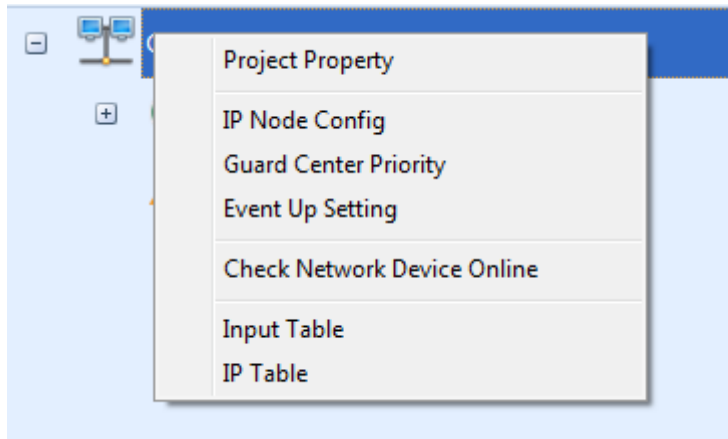 Project Property
IP Node Config
Guard Center Priority
Event Up Setting
Check Network Device Online
Input Table
IP Table